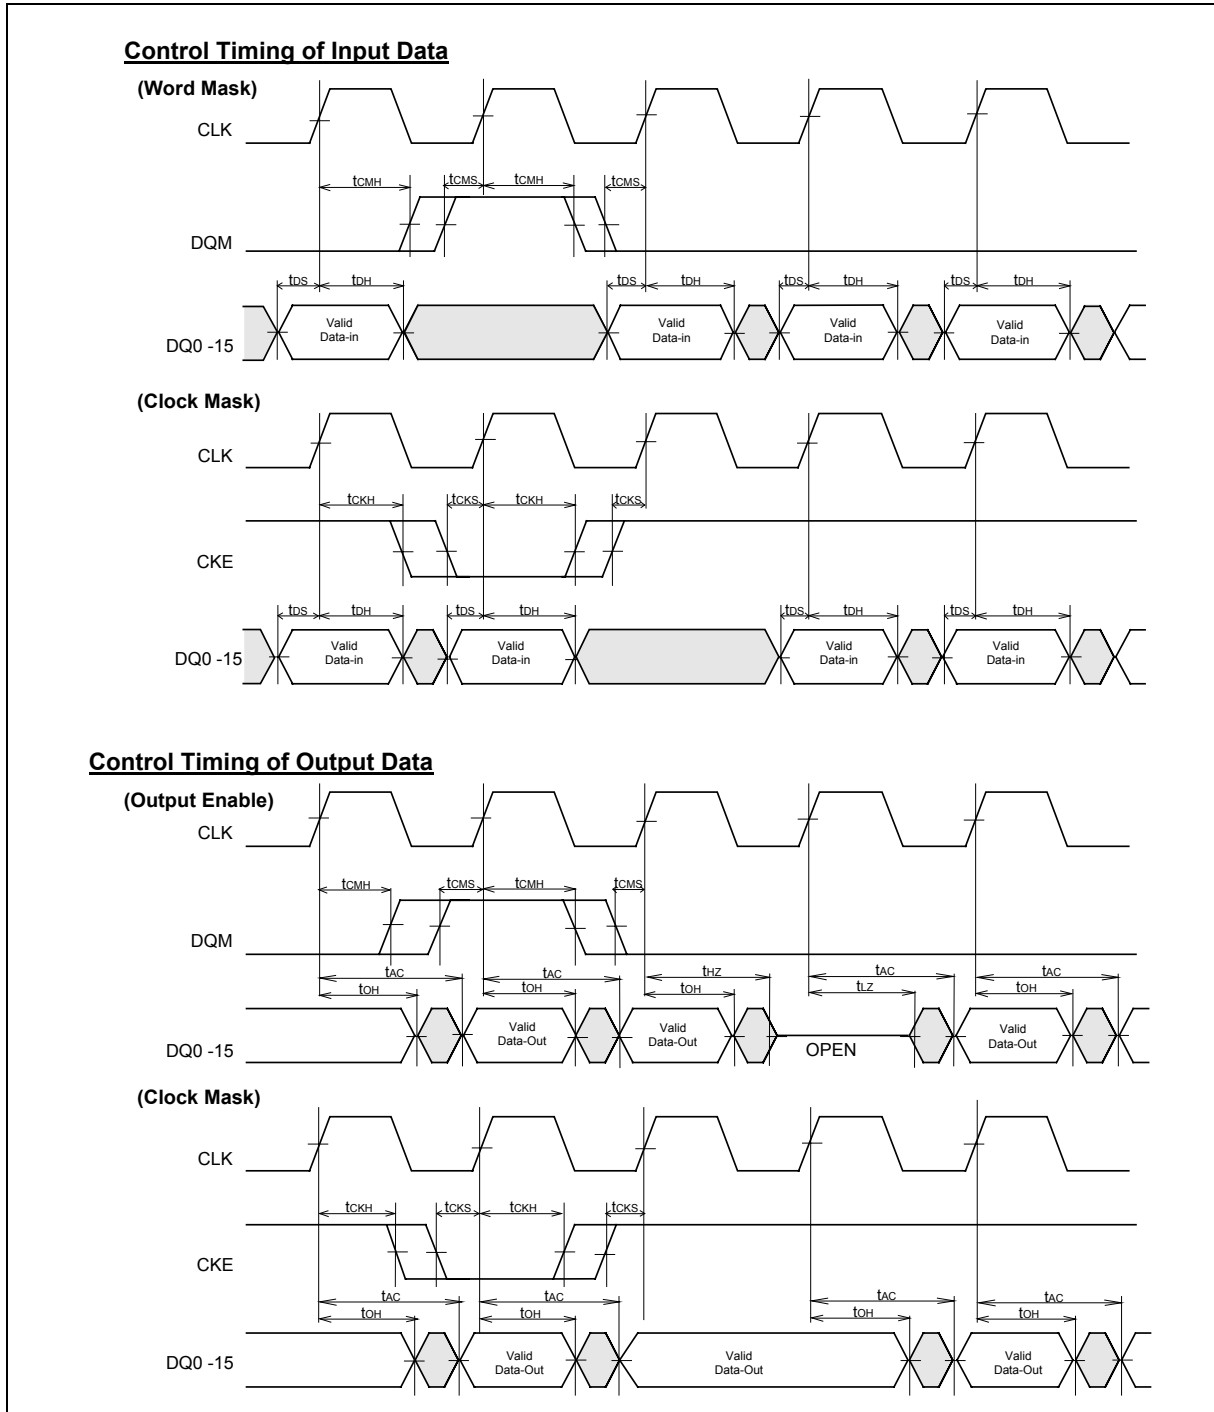 Control Timing of Input Data
(Word Mask)
CLK
tCMH tCMS tCMH tCMS
DQM
tDS tDH tDS tDH tDS tDH tDS tDH
DQ0 -15
Valid Data-in
Valid Data-in
Valid Data-in
Valid Data-in
(Clock Mask)
CLK
tCKH tCKS tCKH tCKS
CKE
tDS tDH tDS tDH tDS tDH tDS tDH
DQ0 -15
Valid Data-in
Valid Data-in
Valid Data-in
Valid Data-in
Control Timing of Output Data
(Output Enable)
CLK
tCMH tCMS tCMH tCMS
DQM
tAC tAC tHZ tAC tAC
tOH tOH tOH tLZ tOH
DQ0 -15
Valid Data-Out
Valid Data-Out
OPEN
Valid Data-Out
(Clock Mask)
CLK
tCKH tCKS tCKH tCKS
CKE
tAC tAC tAC tAC
tOH tOH tOH tOH
DQ0 -15
Valid Data-Out
Valid Data-Out
Valid Data-Out